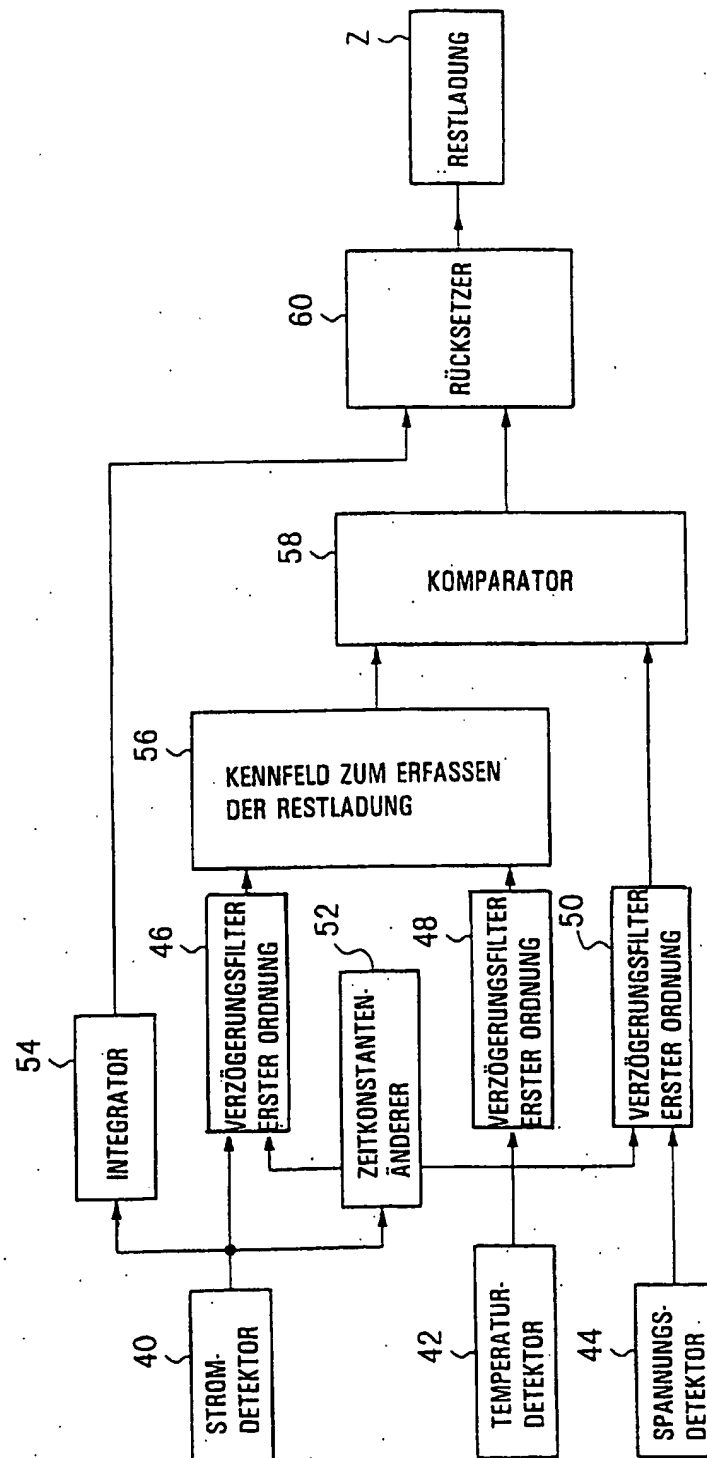 40
STROM-
DETEKTOR
42
TEMPERATUR-
DETEKTOR
44
SPANNUNGS-
DETEKTOR
54
INTEGRATOR
46
VERZÖGERUNGSFILTER
ERSTER ORDNUNG
52
ZEITKONSTANTEN-
ÄNDERER
48
VERZÖGERUNGSFILTER
ERSTER ORDNUNG
50
VERZÖGERUNGSFILTER
ERSTER ORDNUNG
56
KENNFELD ZUM ERFASSEN
DER RESTLADUNG
58
KOMPARATOR
60
RÜCKSETZER
Z
RESTLADUNG